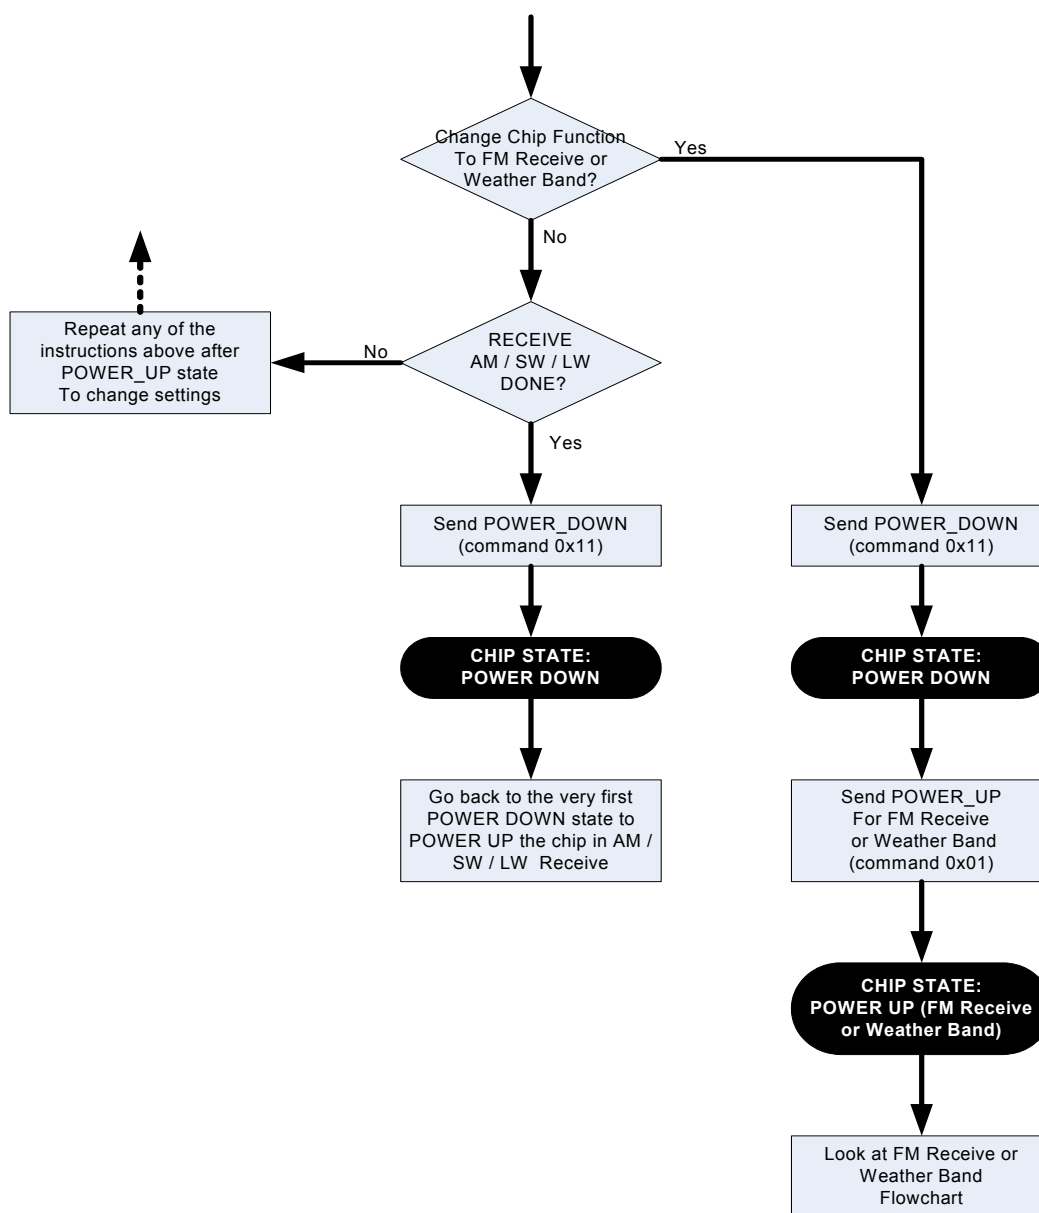 Change Chip Function
To FM Receive or
Weather Band?
Yes
No
RECEIVE
AM / SW / LW
DONE?
No
Repeat any of the
instructions above after
POWER_UP state
To change settings
Yes
Send POWER_DOWN
(command 0x11)
CHIP STATE:
POWER DOWN
Go back to the very first
POWER DOWN state to
POWER UP the chip in AM /
SW / LW Receive
Send POWER_DOWN
(command 0x11)
CHIP STATE:
POWER DOWN
Send POWER_UP
For FM Receive
or Weather Band
(command 0x01)
CHIP STATE:
POWER UP (FM Receive
or Weather Band)
Look at FM Receive or
Weather Band
Flowchart